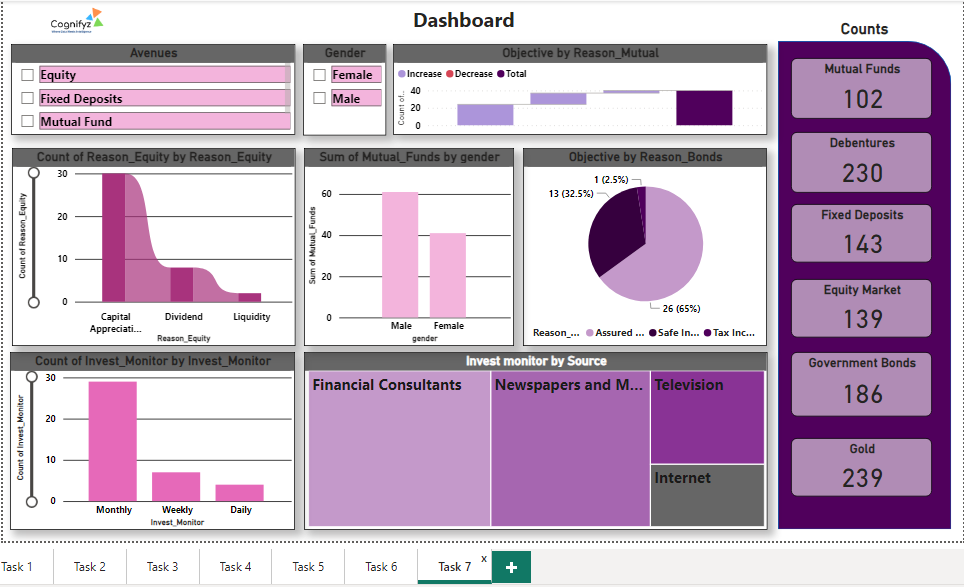 Cognifyz
Dashboard
Counts
Avenues
Equity
Fixed Deposits
Mutual Fund
Gender
Female
Male
Objective by Reason_Mutual
Increase Decrease Total
Count of...
40
20
0
Mutual Funds
102
Debentures
230
Fixed Deposits
143
Equity Market
139
Government Bonds
186
Gold
239
Count of Reason_Equity by Reason_Equity
Count of Reason_Equity
30
20
10
0
Capital
Appreciati...
Dividend
Liquidity
Reason_Equity
Sum of Mutual_Funds by gender
Sum of Mutual_Funds
60
40
20
0
Male
Female
gender
Objective by Reason_Bonds
1 (2.5%)
13 (32.5%)
26 (65%)
Reason_... Assured ... Safe In... Tax Inc...
Count of Invest_Monitor by Invest_Monitor
Count of Invest_Monitor
30
20
10
0
Monthly
Weekly
Daily
Invest_Monitor
Invest monitor by Source
Financial Consultants
Newspapers and M...
Television
Internet
Task 1
Task 2
Task 3
Task 4
Task 5
Task 6
Task 7
x
+